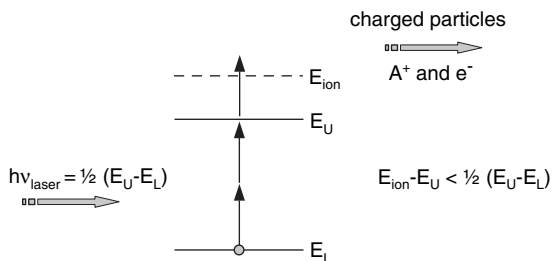 charged particles
A⁺ and e⁻
E_ion
E_U
hν_laser = ½ (E_U-E_L)
E_ion-E_U < ½ (E_U-E_L)
E_L